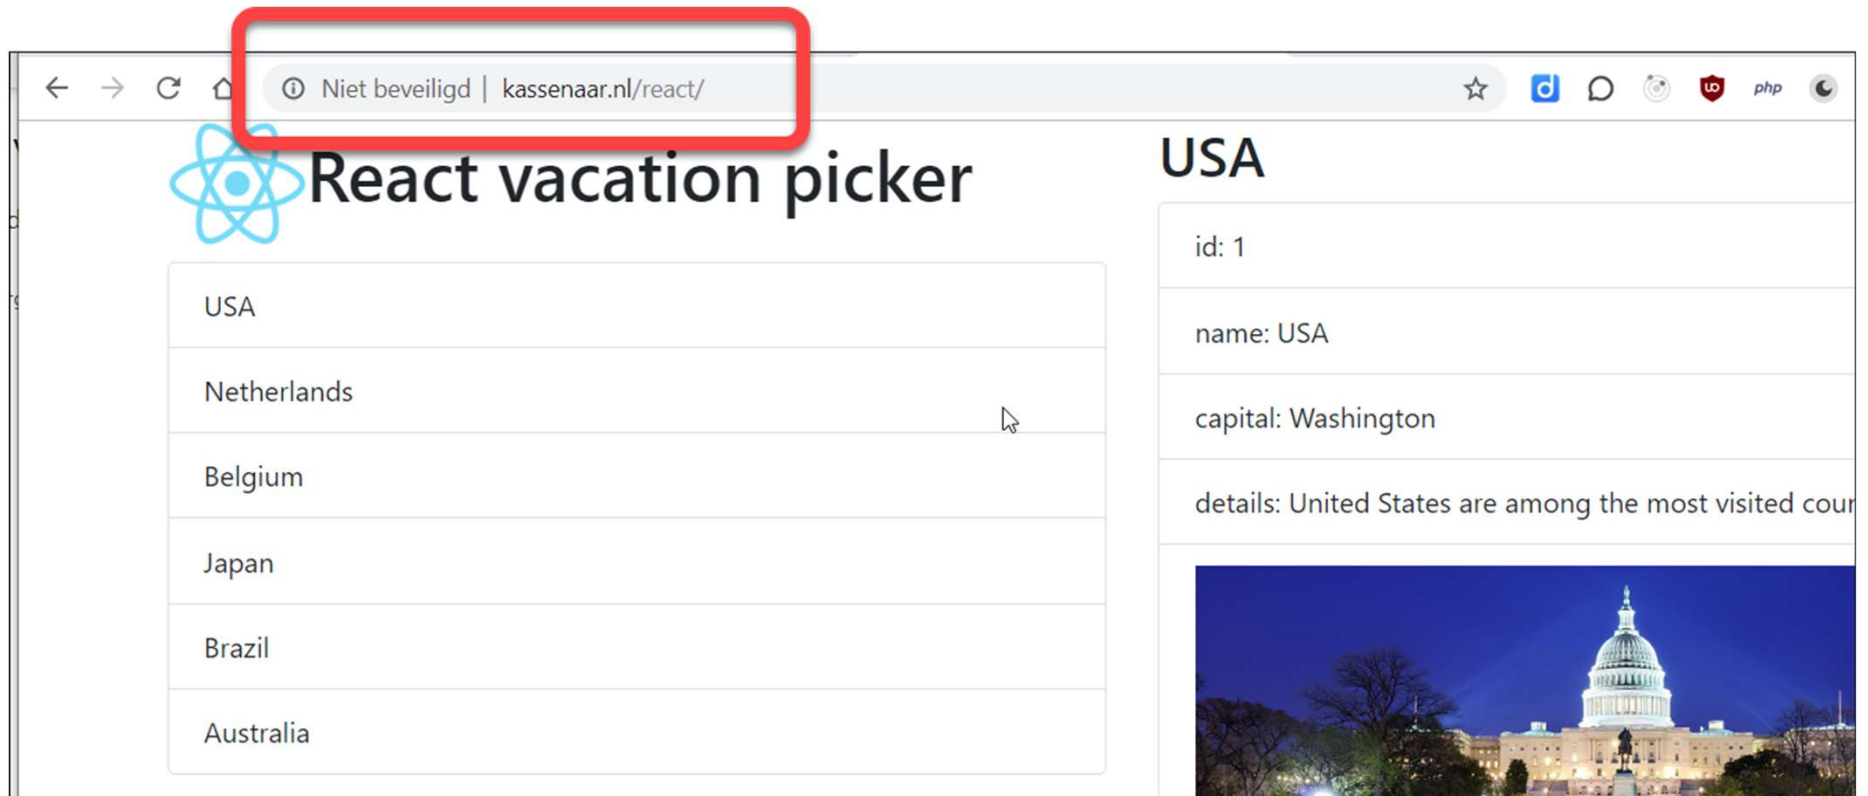 Niet beveiligd | kassenaar.nl/react/
php
React vacation picker
USA
Netherlands
Belgium
Japan
Brazil
Australia
USA
id: 1
name: USA
capital: Washington
details: United States are among the most visited cour